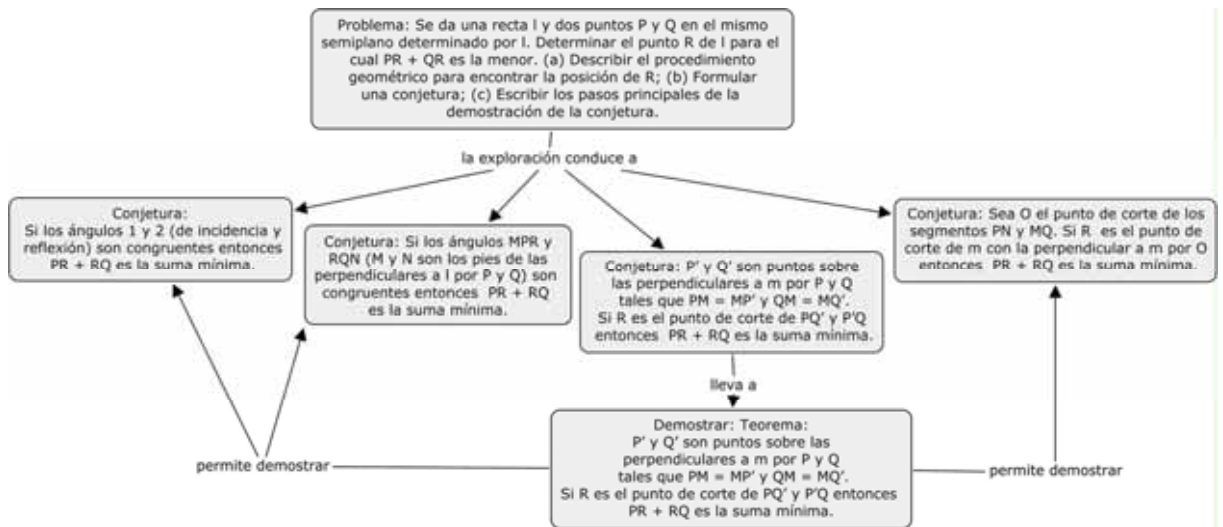 Problema: Se da una recta l y dos puntos P y Q en el mismo
semiplano determinado por l. Determinar el punto R de l para el
cual PR + QR es la menor. (a) Describir el procedimiento
geométrico para encontrar la posición de R; (b) Formular
una conjetura; (c) Escribir los pasos principales de la
demostración de la conjetura.
la exploración conduce a
Conjetura:
Si los ángulos 1 y 2 (de incidencia y
reflexión) son congruentes entonces
PR + RQ es la suma mínima.
Conjetura: Si los ángulos MPR y
RQN (M y N son los pies de las
perpendiculares a l por P y Q) son
congruentes entonces PR + RQ
es la suma mínima.
Conjetura: P' y Q' son puntos sobre
las perpendiculares a m por P y Q
tales que PM = MP' y QM = MQ'.
Si R es el punto de corte de PQ' y P'Q
entonces PR + RQ es la suma mínima.
Conjetura: Sea O el punto de corte de los
segmentos PN y MQ. Si R es el punto de
corte de m con la perpendicular a m por O
entonces PR + RQ es la suma mínima.
lleva a
Demostrar: Teorema:
P' y Q' son puntos sobre las
perpendiculares a m por P y Q
tales que PM = MP' y QM = MQ'.
Si R es el punto de corte de PQ' y P'Q entonces
PR + RQ es la suma mínima.
permite demostrar
permite demostrar